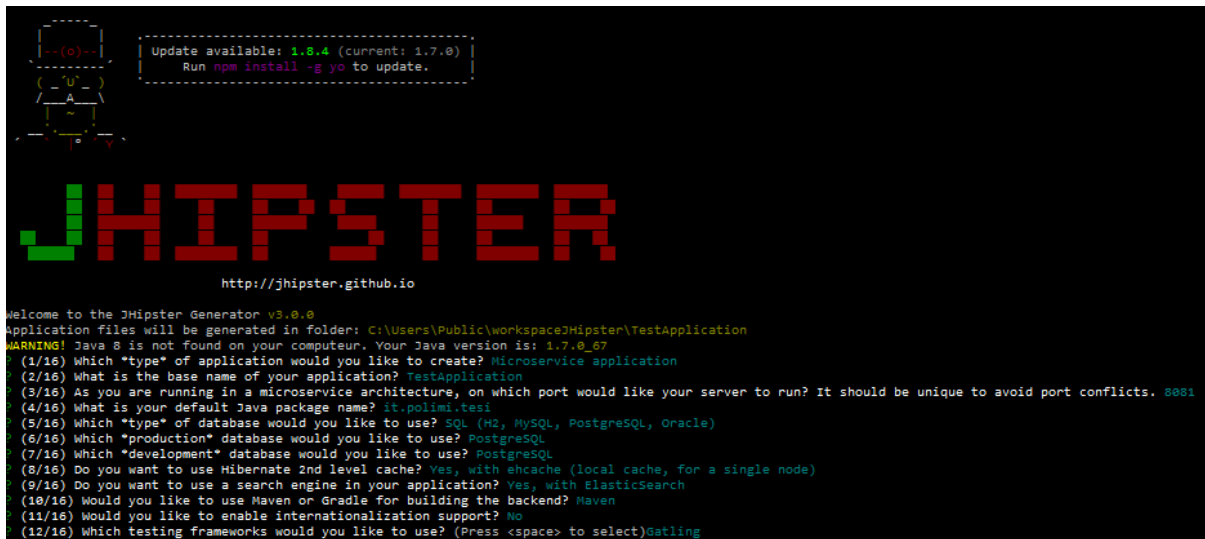 Update available: 1.8.4 (current: 1.7.0)
Run npm install -g yo to update.
JHIPSTER
http://jhipster.github.io
Welcome to the JHipster Generator v3.0.0
Application files will be generated in folder: C:\Users\Public\workspaceJHipster\TestApplication
WARNING! Java 8 is not found on your computeur. Your Java version is: 1.7.0_67
? (1/16) Which *type* of application would you like to create? Microservice application
? (2/16) What is the base name of your application? TestApplication
? (3/16) As you are running in a microservice architecture, on which port would like your server to run? It should be unique to avoid port conflicts. 8081
? (4/16) What is your default Java package name? it.polimi.tesi
? (5/16) Which *type* of database would you like to use? SQL (H2, MySQL, PostgreSQL, Oracle)
? (6/16) Which *production* database would you like to use? PostgreSQL
? (7/16) Which *development* database would you like to use? PostgreSQL
? (8/16) Do you want to use Hibernate 2nd level cache? Yes, with ehcache (local cache, for a single node)
? (9/16) Do you want to use a search engine in your application? Yes, with ElasticSearch
? (10/16) Would you like to use Maven or Gradle for building the backend? Maven
? (11/16) Would you like to enable internationalization support? No
? (12/16) Which testing frameworks would you like to use? (Press <space> to select)Gatling